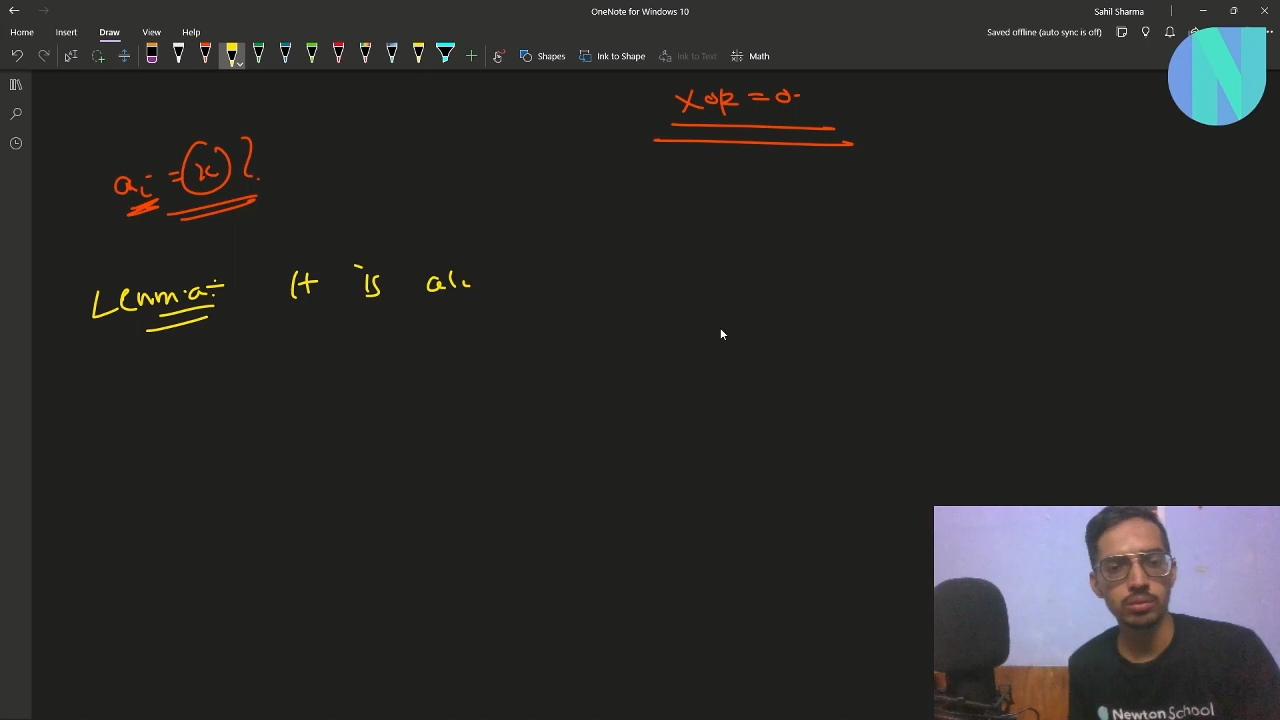 OneNote for Windows 10
Sahil Sharma
Home Insert Draw View Help
Saved offline (auto sync is off)
Shapes Ink to Shape Ink to Text Math
XOR = 0.
ai = x ?
Lemma:- It is al
Newton School